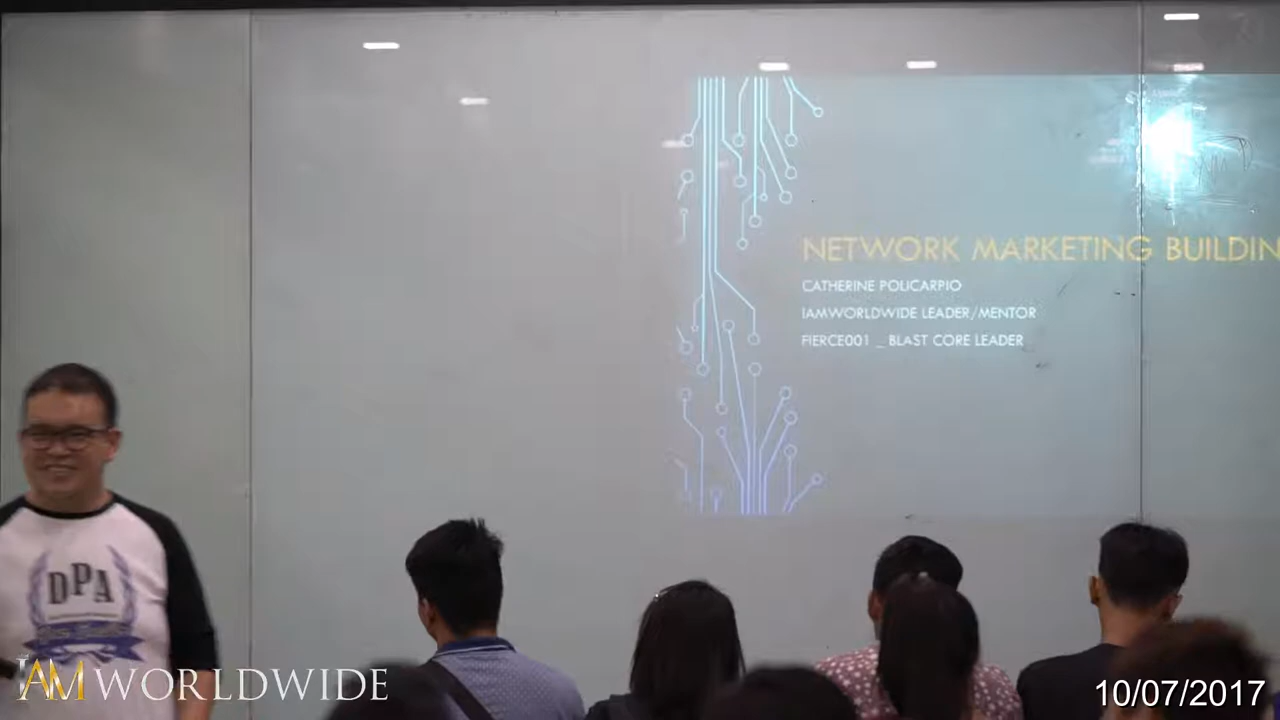 NETWORK MARKETING BUILDIN
CATHERINE POLICARPIO
IAMWORLDWIDE LEADER/MENTOR
FIERCE001 _ BLAST CORE LEADER
DPA
IAM WORLDWIDE
10/07/2017